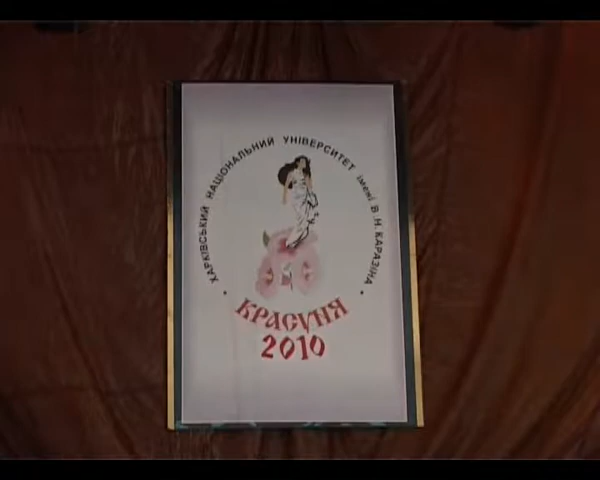 ХАРКІВСЬКИЙ НАЦІОНАЛЬНИЙ УНІВЕРСИТЕТ імені В.Н.КАРАЗІНА
КРАСУНЯ
2010